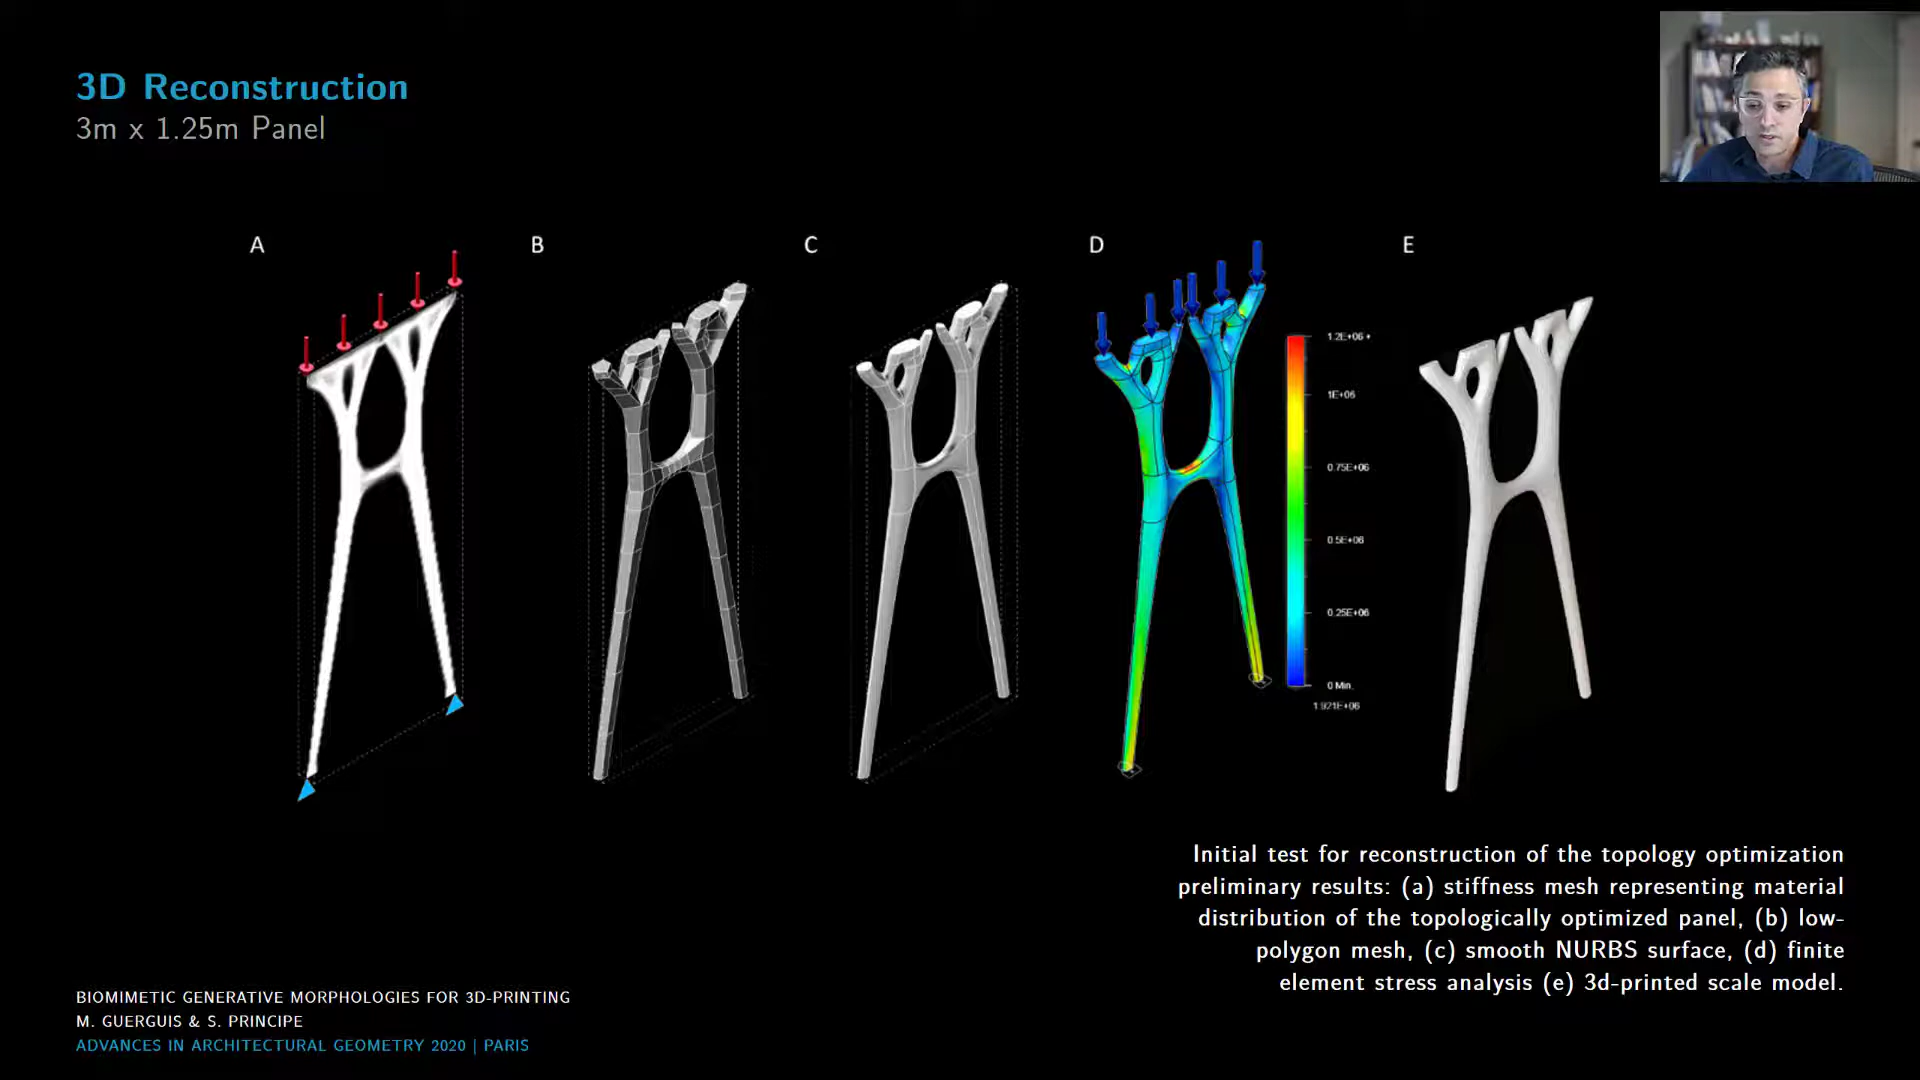 3D Reconstruction
3m x 1.25m Panel
A
B
C
D
E
1.2E+06 +
1E+06
0.75E+06
0.5E+06
0.25E+06
0 Min.
1.921E+06
Initial test for reconstruction of the topology optimization
preliminary results: (a) stiffness mesh representing material
distribution of the topologically optimized panel, (b) low-
polygon mesh, (c) smooth NURBS surface, (d) finite
element stress analysis (e) 3d-printed scale model.
BIOMIMETIC GENERATIVE MORPHOLOGIES FOR 3D-PRINTING
M. GUERGUIS & S. PRINCIPE
ADVANCES IN ARCHITECTURAL GEOMETRY 2020 | PARIS